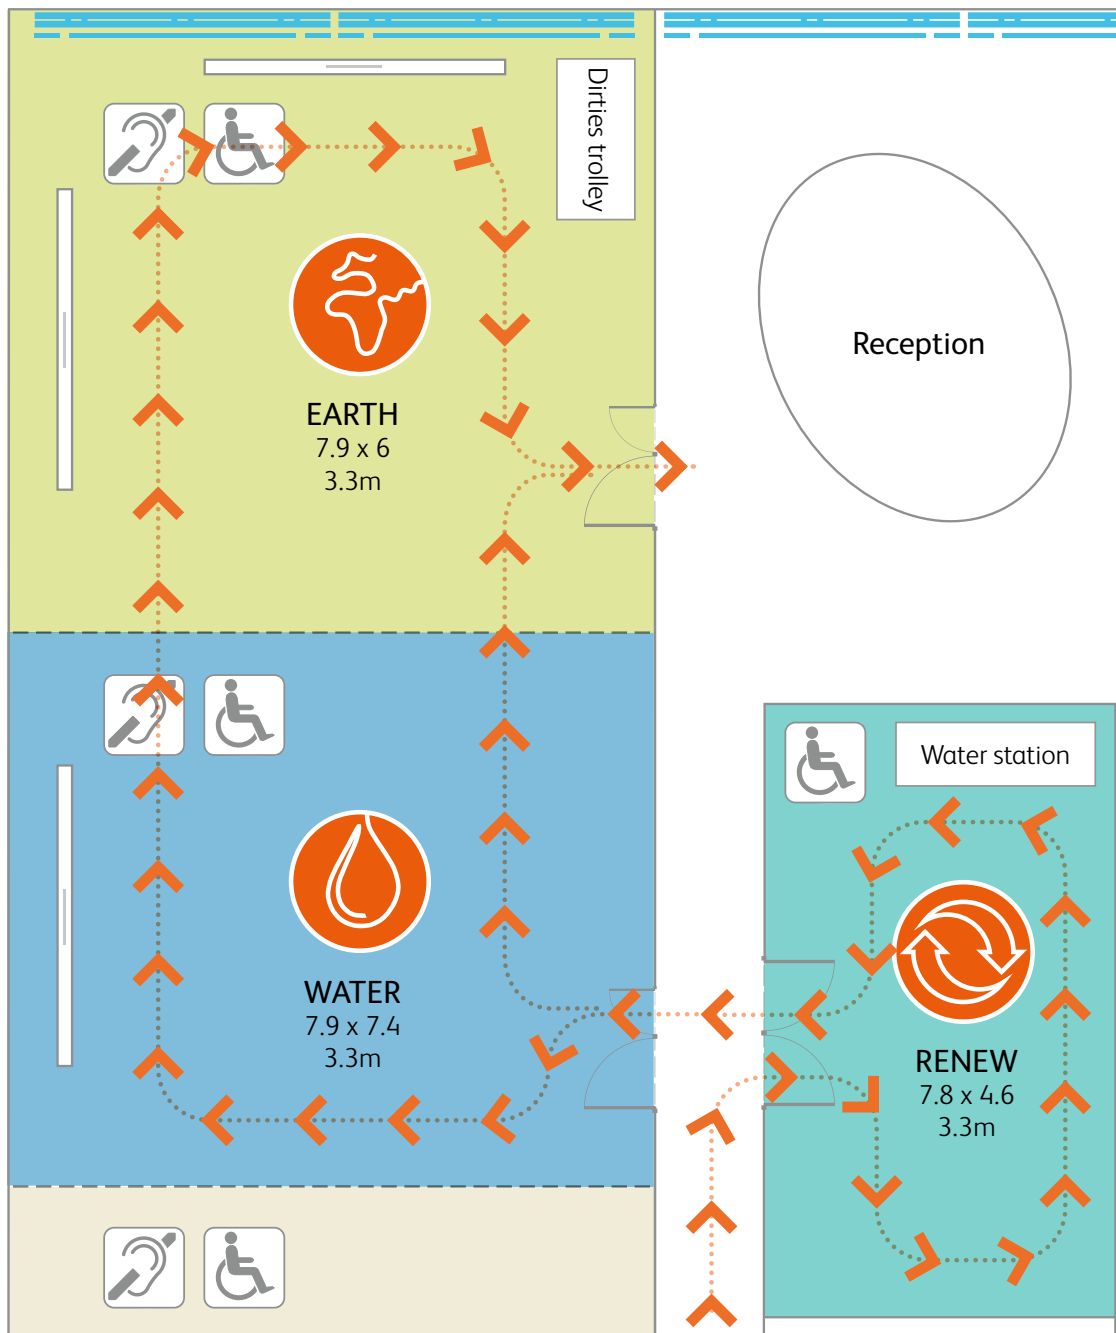 Dirties trolley
Reception
EARTH
7.9 x 6
3.3m
Water station
WATER
7.9 x 7.4
3.3m
RENEW
7.8 x 4.6
3.3m